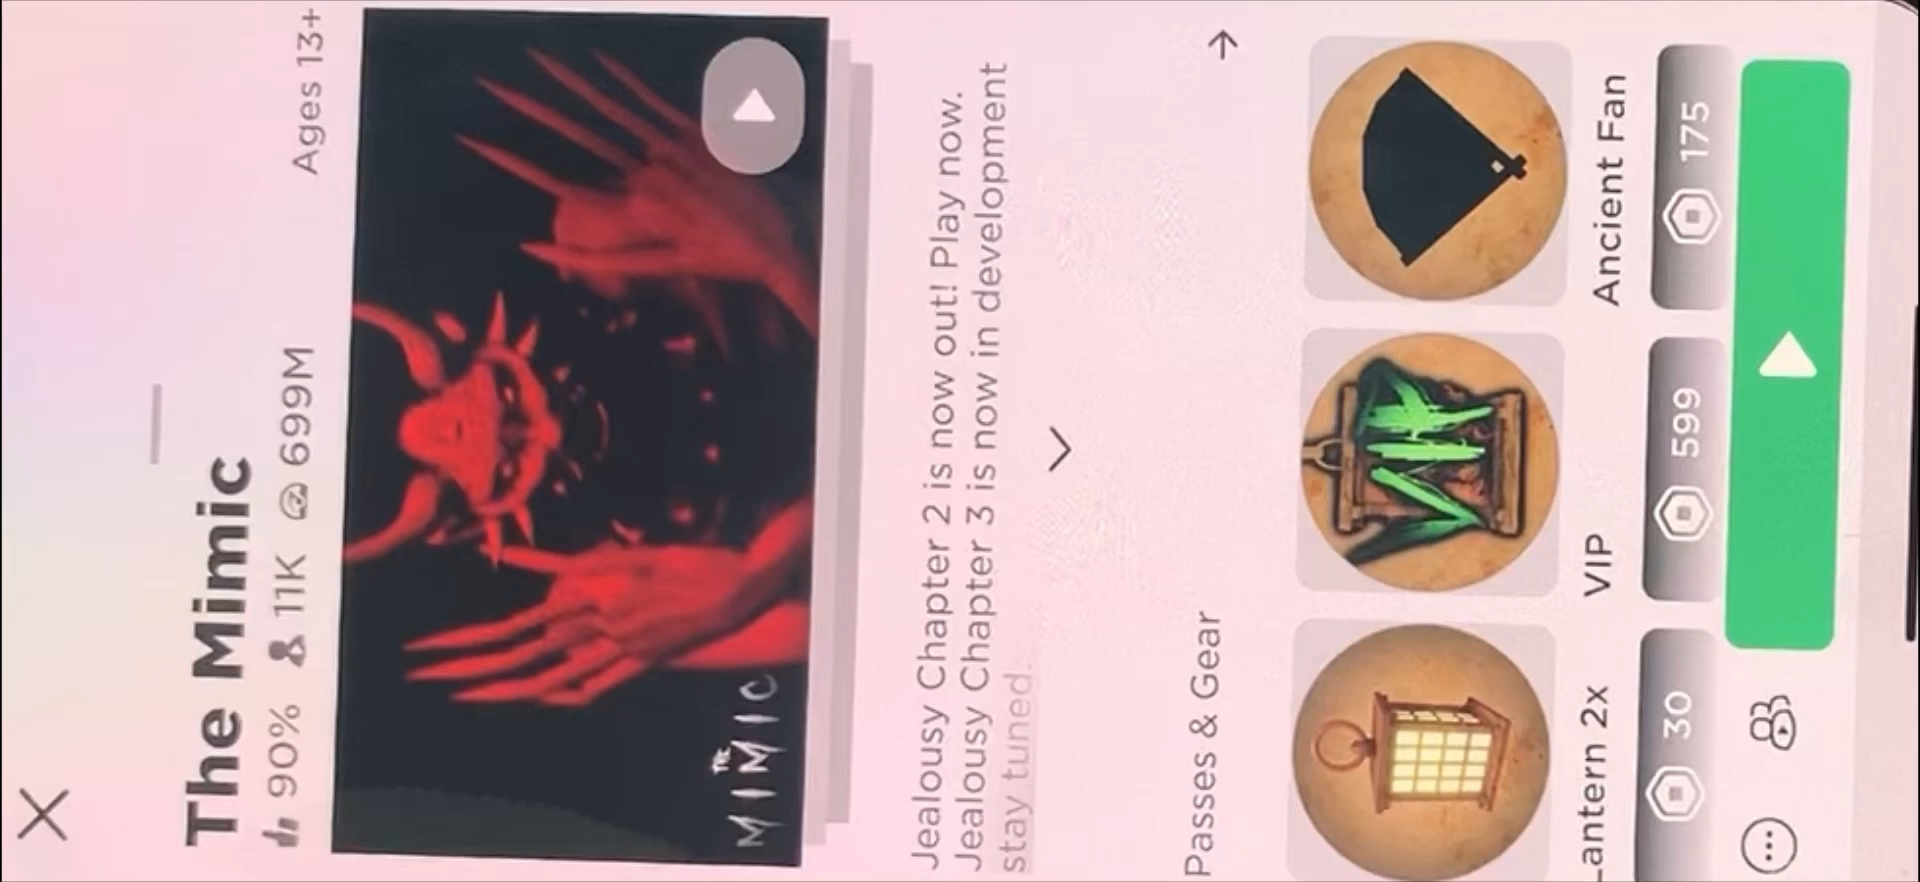 The Mimic
90% 11K 699M Ages 13+
THE
MIMIC
Jealousy Chapter 2 is now out! Play now.
Jealousy Chapter 3 is now in development
stay tuned.
Passes & Gear
Lantern 2x VIP Ancient Fan
30 599 175